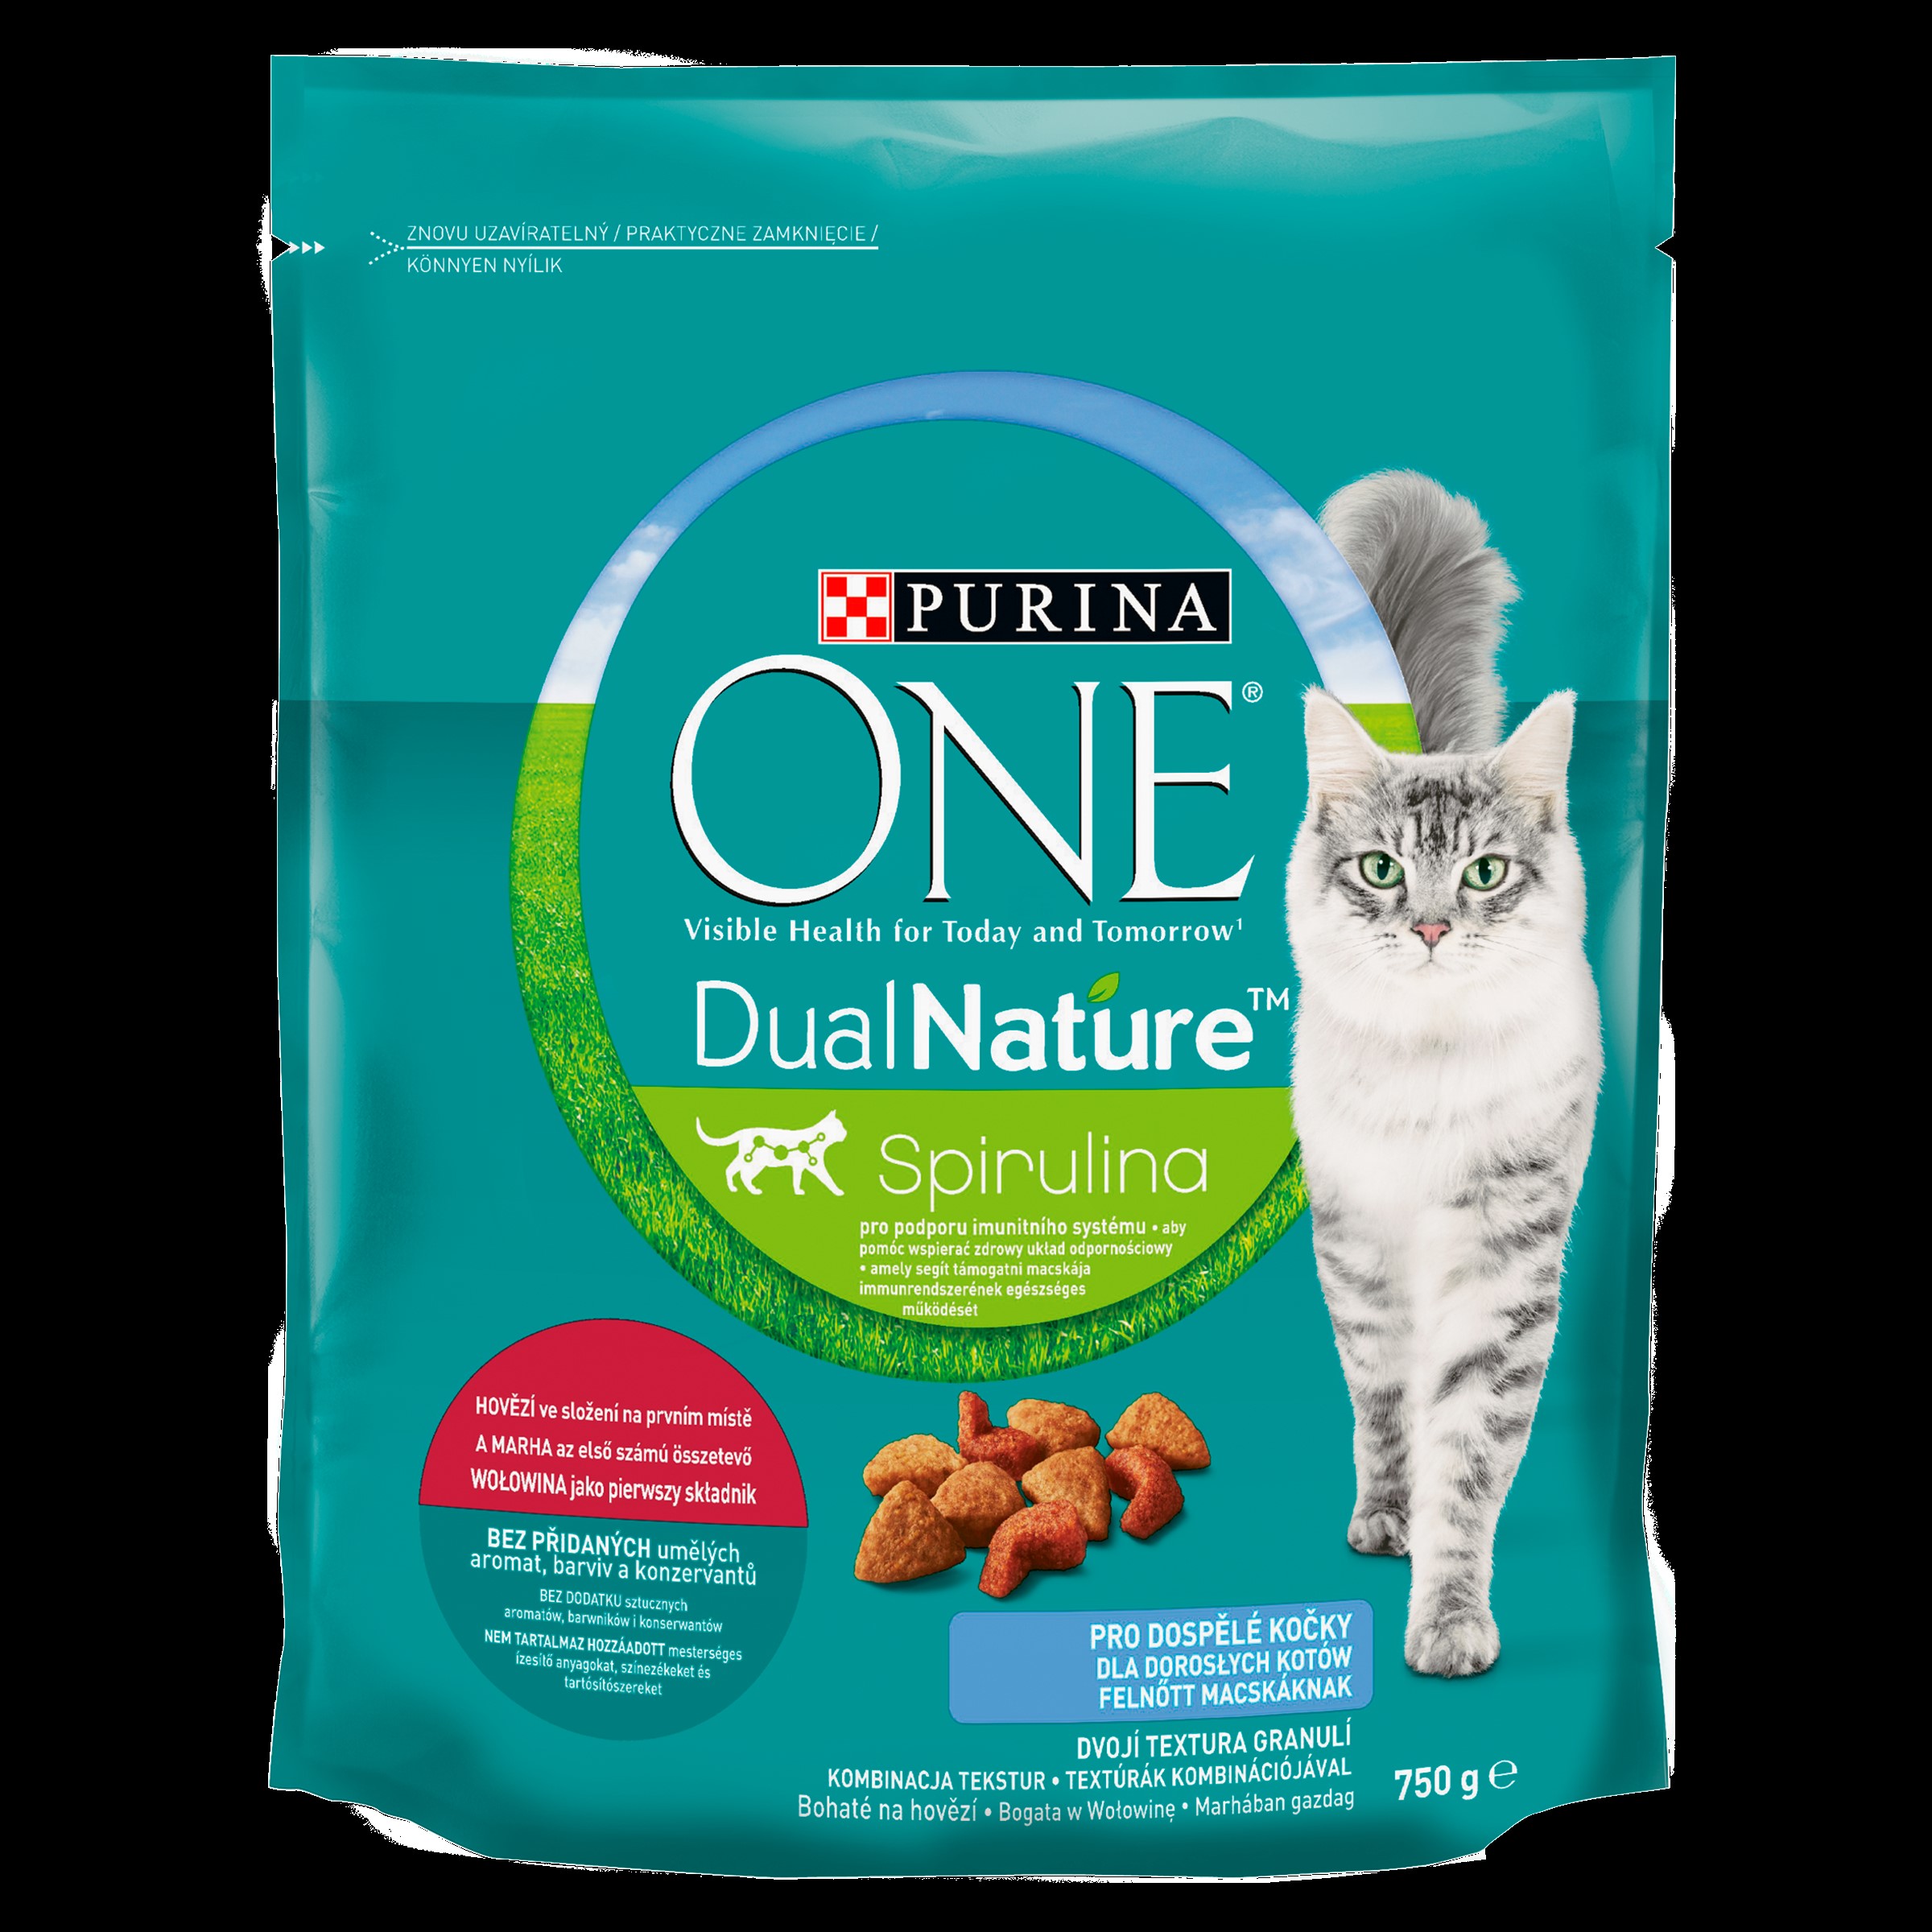 ZNOVU UZAVÍRATELNÝ / PRAKTYCZNE ZAMKNIĘCIE /
KÖNNYEN NYÍLIK
PURINA
ONE®
Visible Health for Today and Tomorrow¹
DualNature™
Spirulina
pro podporu imunitního systému • aby
pomóc wspierać zdrowy układ odpornościowy
• amely segít támogatni macskája
immunrendszerének egészséges
működését
HOVĚZÍ ve složení na prvním místě
A MARHA az első számú összetevő
WOŁOWINA jako pierwszy składnik
BEZ PŘIDANÝCH umělých
aromat, barviv a konzervantů
BEZ DODATKU sztucznych
aromatów, barwników i konserwantów
NEM TARTALMAZ HOZZÁADOTT mesterséges
ízesítő anyagokat, színezékeket és
tartósítószereket
PRO DOSPĚLÉ KOČKY
DLA DOROSŁYCH KOTÓW
FELNŐTT MACSKÁKNAK
DVOJÍ TEXTURA GRANULÍ
KOMBINACJA TEKSTUR • TEXTÚRÁK KOMBINÁCIÓJÁVAL
Bohaté na hovězí • Bogata w Wołowinę • Marhában gazdag
750 g ℮